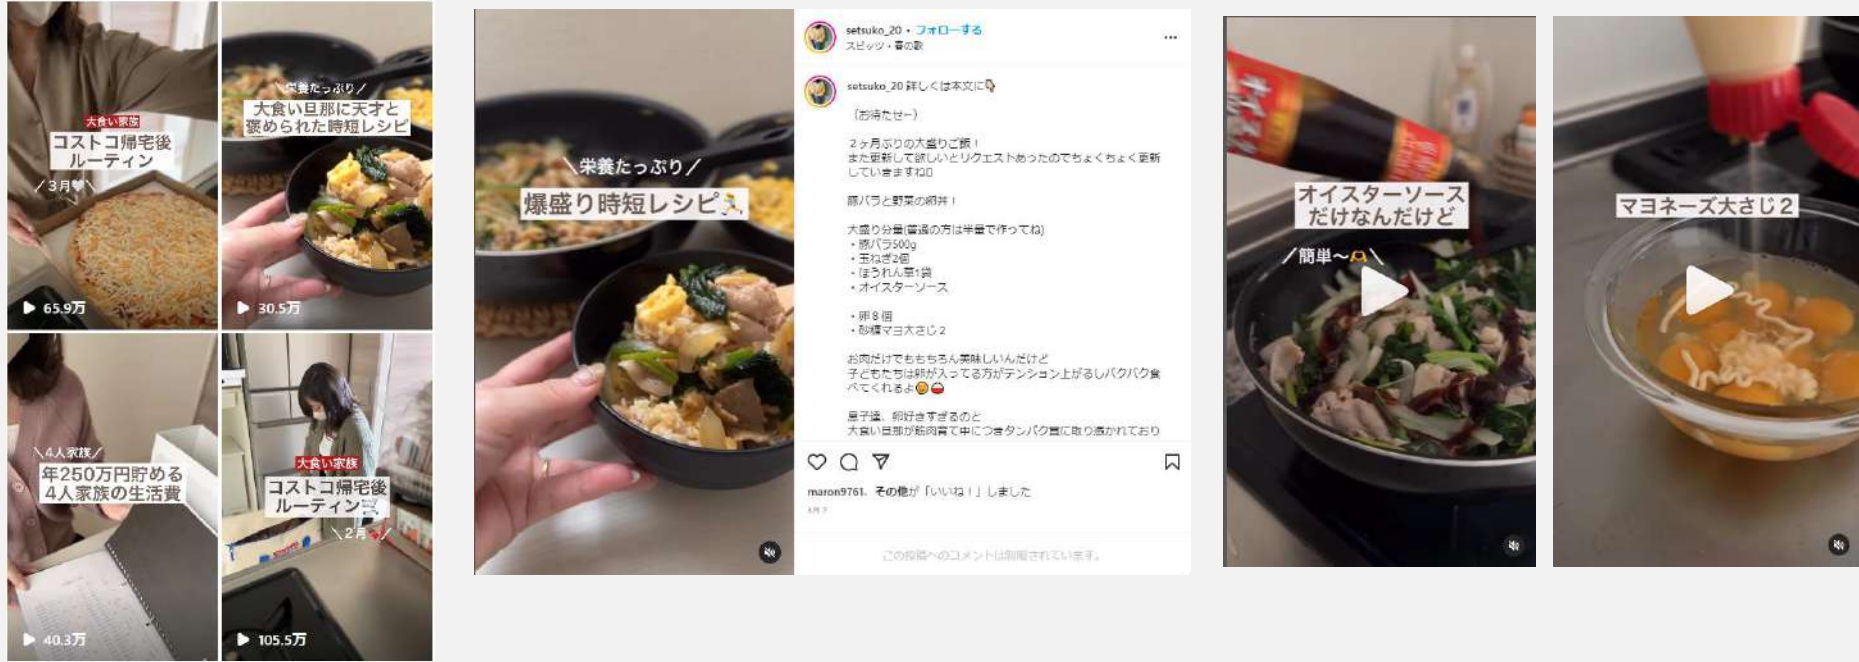 大食い家族
コストコ帰宅後
ルーティン
／3月🖤＼
65.9万
＼栄養たっぷり／
大食い旦那に天才と
褒められた時短レシピ
30.5万
＼4人家族／
年250万円貯める
4人家族の生活費
40.3万
大食い家族
コストコ帰宅後
ルーティン🛒
＼2月💘／
105.5万
＼栄養たっぷり／
爆盛り時短レシピ🏃
setsuko_20 • フォローする
スピッツ・春の歌
setsuko_20 詳しくは本文に👇
（お待たせー）
２ヶ月ぶりの大盛りご飯！
また更新して欲しいとリクエストあったのでちょくちょく更新
していきますね
豚バラと野菜の卵丼！
大盛り分量(普通の方は半量で作ってね)
・豚バラ500g
・玉ねぎ2個
・ほうれん草1袋
・オイスターソース
・卵８個
・砂糖マヨ大さじ２
お肉だけでももちろん美味しいんだけど
子どもたちは卵が入ってる方がテンション上がるしパクパク食
べてくれるよ
息子達、卵好きすぎるのと
大食い旦那が筋肉育て中につきタンパク質に取り憑かれており
maron9761、その他が「いいね！」しました
この投稿へのコメントは制限されています。
オイスターソース
だけなんだけど
／簡単〜🫶＼
マヨネーズ大さじ２